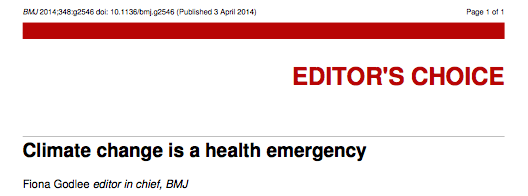 BMJ 2014;348:g2546 doi: 10.1136/bmj.g2546 (Published 3 April 2014) Page 1 of 1
EDITOR'S CHOICE
Climate change is a health emergency
Fiona Godlee editor in chief, BMJ